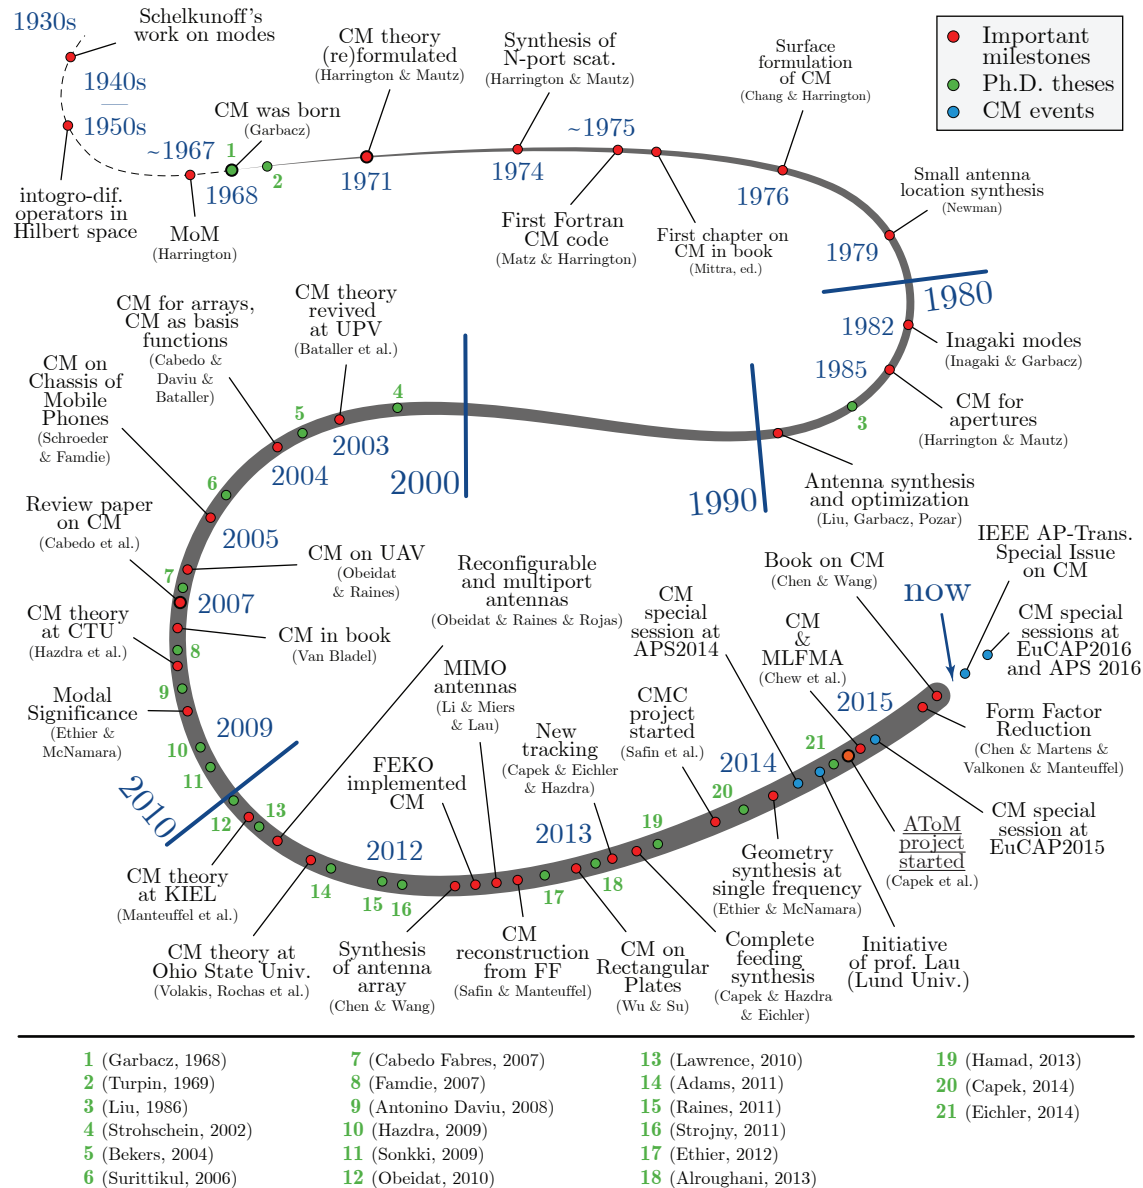 1930s
Schelkunoff's
work on modes
1940s
1950s
intogro-dif.
operators in
Hilbert space
~1967
MoM
(Harrington)
CM was born
(Garbacz)
1
1968
2
CM theory
(re)formulated
(Harrington & Mautz)
1971
Synthesis of
N-port scat.
(Harrington & Mautz)
1974
~1975
First Fortran
CM code
(Matz & Harrington)
First chapter on
CM in book
(Mittra, ed.)
Surface
formulation
of CM
(Chang & Harrington)
1976
Important
milestones
Ph.D. theses
CM events
Small antenna
location synthesis
(Newman)
1979
1980
1982
Inagaki modes
(Inagaki & Garbacz)
1985
CM for
apertures
(Harrington & Mautz)
3
Antenna synthesis
and optimization
(Liu, Garbacz, Pozar)
1990
2000
4
CM theory
revived
at UPV
(Bataller et al.)
2003
5
CM for arrays,
CM as basis
functions
(Cabedo &
Daviu &
Bataller)
2004
6
CM on
Chassis of
Mobile
Phones
(Schroeder
& Famdie)
2005
Review paper
on CM
(Cabedo et al.)
CM on UAV
(Obeidat
& Raines)
7
2007
CM theory
at CTU
(Hazdra et al.)
CM in book
(Van Bladel)
8
9
Modal
Significance
(Ethier &
McNamara)
2009
10
11
2010
12
13
CM theory
at KIEL
(Manteuffel et al.)
Reconfigurable
and multiport
antennas
(Obeidat & Raines & Rojas)
CM theory at
Ohio State Univ.
(Volakis, Rochas et al.)
14
15
16
2012
FEKO
implemented
CM
MIMO
antennas
(Li & Miers
& Lau)
Synthesis
of antenna
array
(Chen & Wang)
CM
reconstruction
from FF
(Safin & Manteuffel)
17
2013
New
tracking
(Capek & Eichler
& Hazdra)
18
CM on
Rectangular
Plates
(Wu & Su)
19
Complete
feeding
synthesis
(Capek & Hazdra
& Eichler)
CMC
project
started
(Safin et al.)
20
2014
CM
special
session at
APS2014
Geometry
synthesis at
single frequency
(Ethier & McNamara)
21
Initiative
of prof. Lau
(Lund Univ.)
CM
&
MLFMA
(Chew et al.)
AToM
project
started
(Capek et al.)
2015
CM special
session at
EuCAP2015
Book on CM
(Chen & Wang)
Form Factor
Reduction
(Chen & Martens &
Valkonen & Manteuffel)
now
IEEE AP-Trans.
Special Issue
on CM
CM special
sessions at
EuCAP2016
and APS 2016
1 (Garbacz, 1968)
2 (Turpin, 1969)
3 (Liu, 1986)
4 (Strohschein, 2002)
5 (Bekers, 2004)
6 (Surittikul, 2006)
7 (Cabedo Fabres, 2007)
8 (Famdie, 2007)
9 (Antonino Daviu, 2008)
10 (Hazdra, 2009)
11 (Sonkki, 2009)
12 (Obeidat, 2010)
13 (Lawrence, 2010)
14 (Adams, 2011)
15 (Raines, 2011)
16 (Strojny, 2011)
17 (Ethier, 2012)
18 (Alroughani, 2013)
19 (Hamad, 2013)
20 (Capek, 2014)
21 (Eichler, 2014)